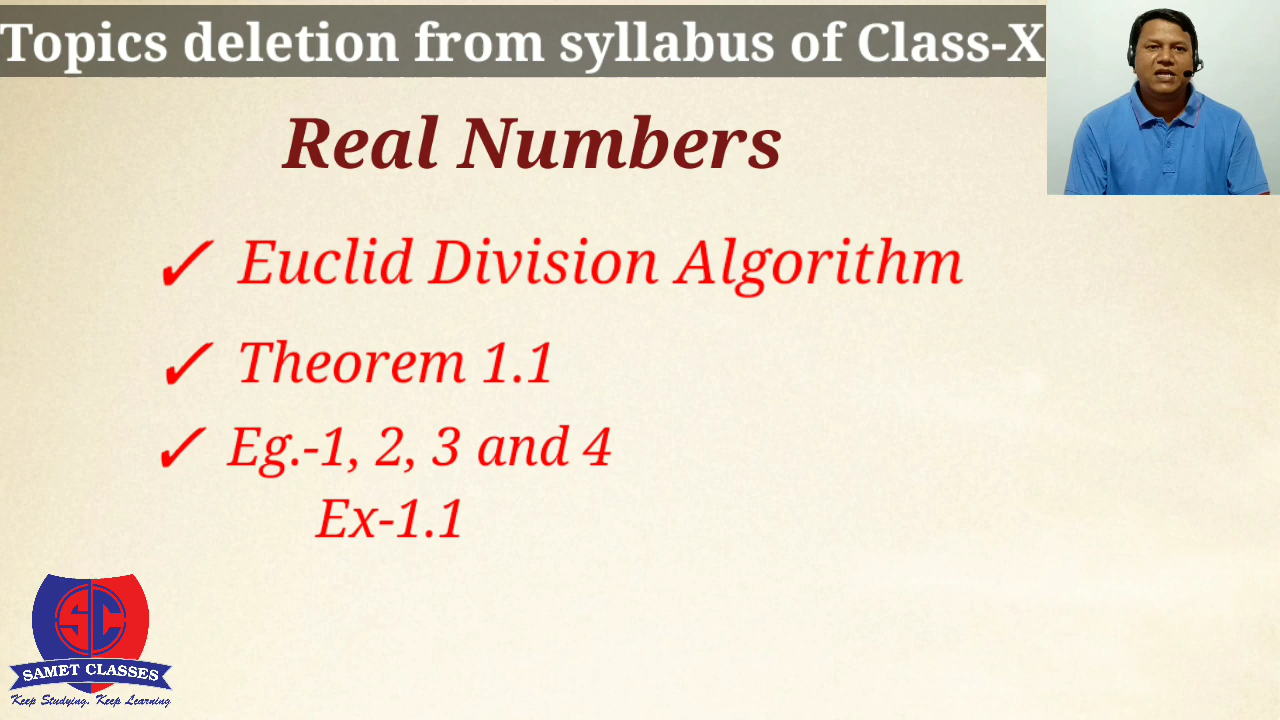 Topics deletion from syllabus of Class-X
Real Numbers
✓ Euclid Division Algorithm
✓ Theorem 1.1
✓ Eg.-1, 2, 3 and 4
Ex-1.1
SC
SAMET CLASSES
Keep Studying. Keep Learning